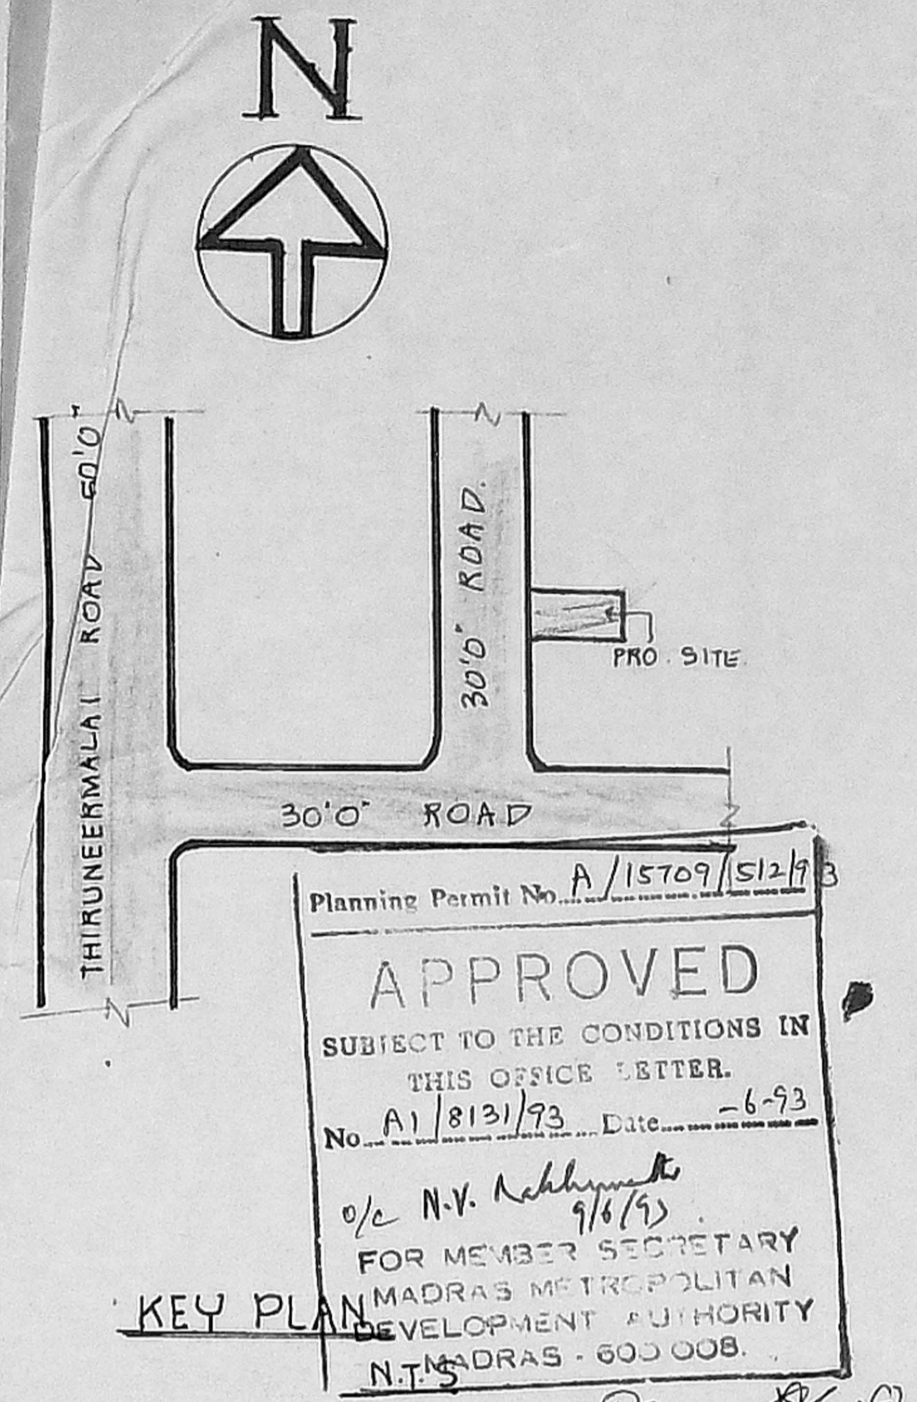 N
THIRUNEERMALAI ROAD 50'0"
30'0" ROAD.
PRO. SITE.
30'0" ROAD
Planning Permit No. A/15709/512/93
APPROVED
SUBJECT TO THE CONDITIONS IN
THIS OFFICE LETTER.
No. A1/8131/93 Date -6-93
o/c N.V.
9/6/93
FOR MEMBER SECRETARY
MADRAS METROPOLITAN
DEVELOPMENT AUTHORITY
MADRAS - 600 008.
KEY PLAN
N.T.S